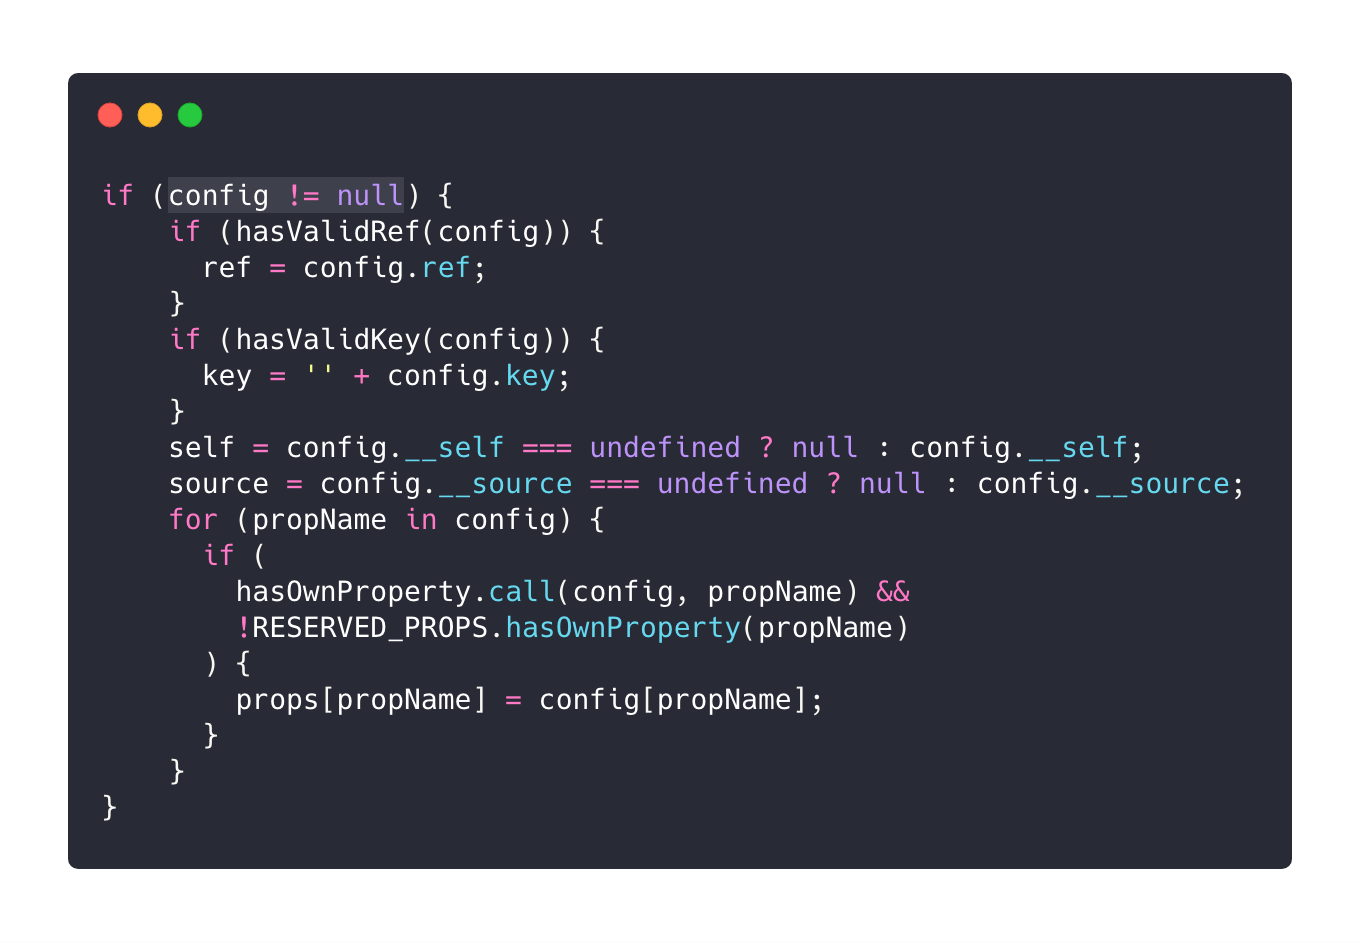 if (config != null) {
    if (hasValidRef(config)) {
      ref = config.ref;
    }
    if (hasValidKey(config)) {
      key = '' + config.key;
    }
    self = config.__self === undefined ? null : config.__self;
    source = config.__source === undefined ? null : config.__source;
    for (propName in config) {
      if (
        hasOwnProperty.call(config, propName) &&
        !RESERVED_PROPS.hasOwnProperty(propName)
      ) {
        props[propName] = config[propName];
      }
    }
}